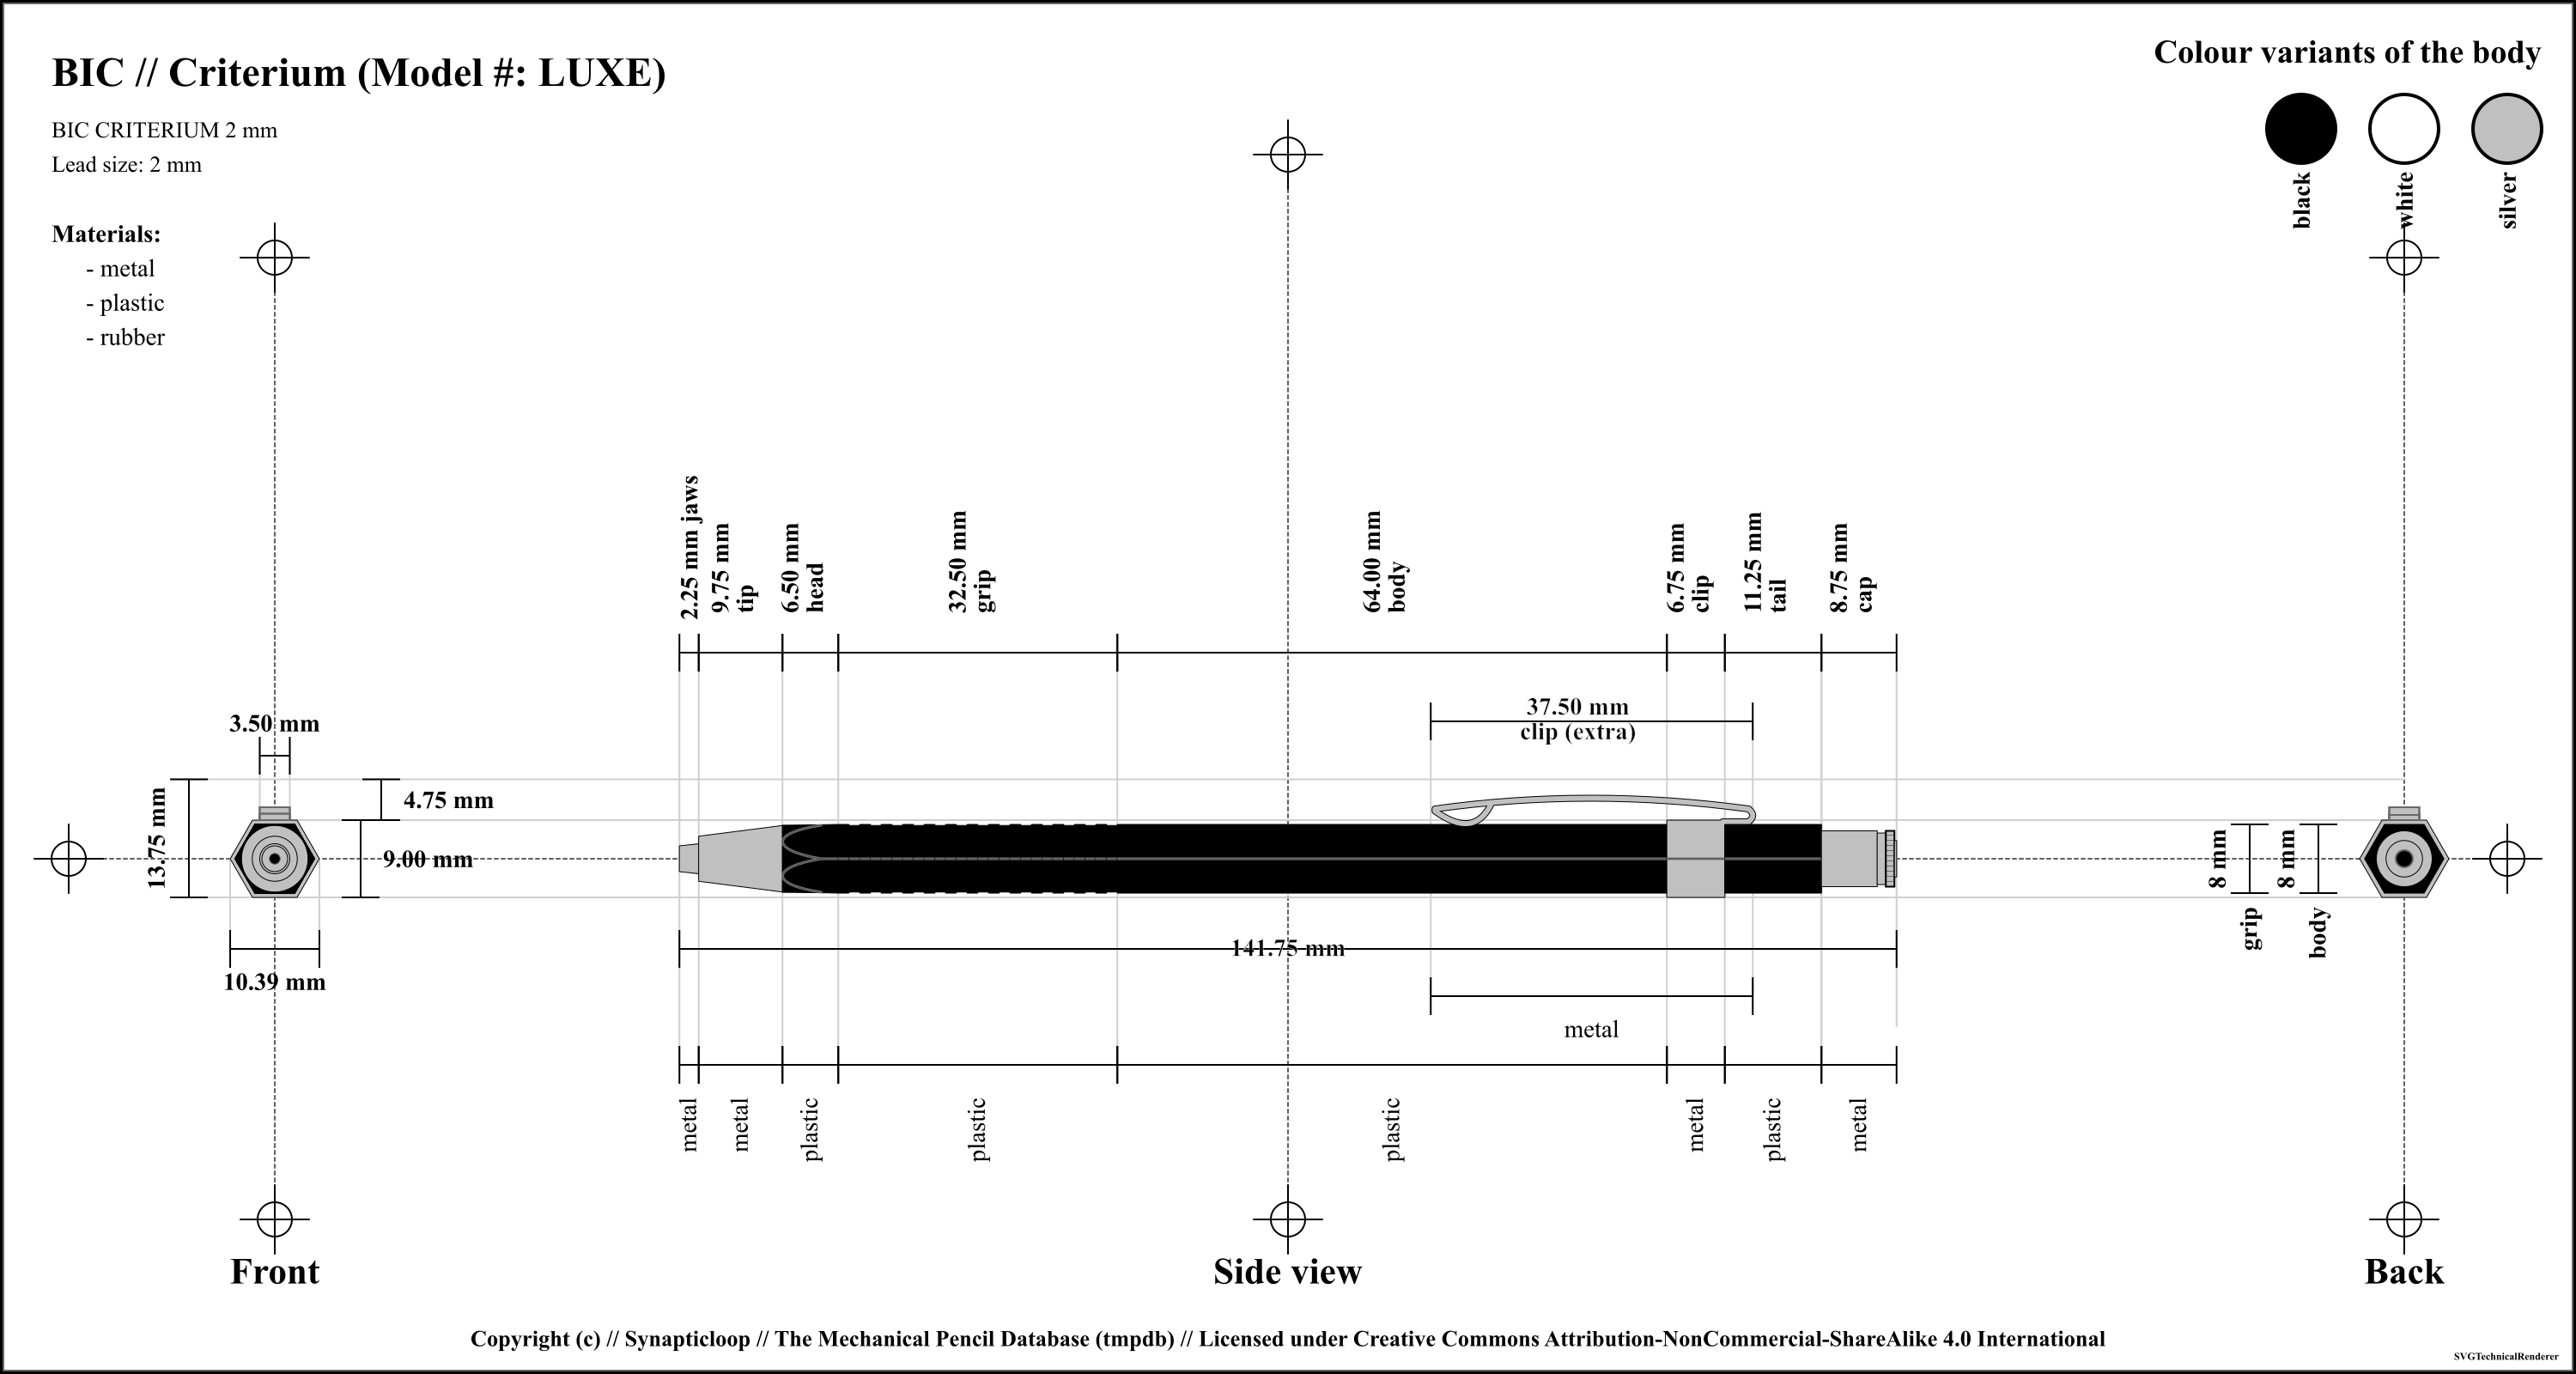 BIC // Criterium (Model #: LUXE)
BIC CRITERIUM 2 mm
Lead size: 2 mm
Materials:
- metal
- plastic
- rubber
Colour variants of the body
black
white
silver
2.25 mm jaws
9.75 mm
tip
6.50 mm
head
32.50 mm
grip
64.00 mm
body
6.75 mm
clip
11.25 mm
tail
8.75 mm
cap
37.50 mm
clip (extra)
3.50 mm
13.75 mm
4.75 mm
9.00 mm
10.39 mm
141.75 mm
8 mm
grip
8 mm
body
metal
metal
metal
plastic
plastic
plastic
metal
plastic
metal
Front
Side view
Back
Copyright (c) // Synapticloop // The Mechanical Pencil Database (tmpdb) // Licensed under Creative Commons Attribution-NonCommercial-ShareAlike 4.0 International
SVGTechnicalRenderer